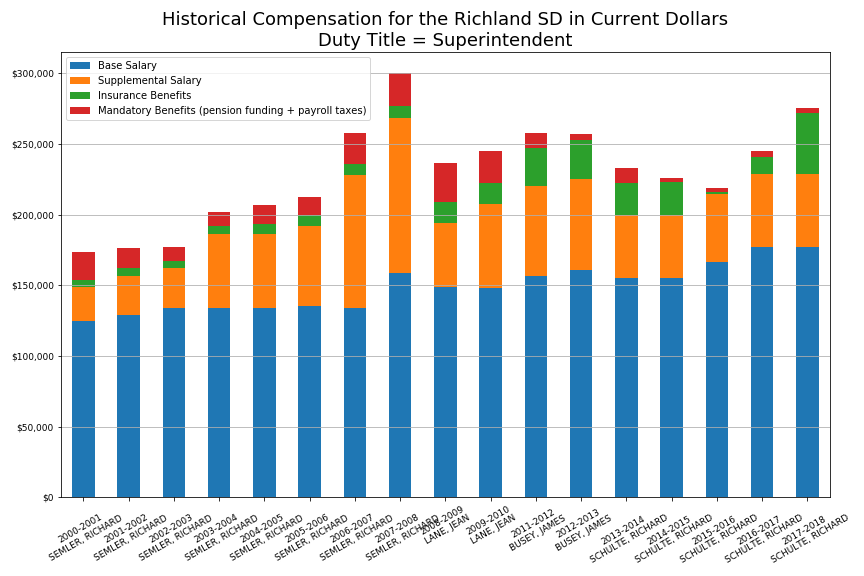 Historical Compensation for the Richland SD in Current Dollars
Duty Title = Superintendent
Base Salary
Supplemental Salary
Insurance Benefits
Mandatory Benefits (pension funding + payroll taxes)
$300,000
$250,000
$200,000
$150,000
$100,000
$50,000
$0
2000-2001
SEMLER, RICHARD
2001-2002
SEMLER, RICHARD
2002-2003
SEMLER, RICHARD
2003-2004
SEMLER, RICHARD
2004-2005
SEMLER, RICHARD
2005-2006
SEMLER, RICHARD
2006-2007
SEMLER, RICHARD
2007-2008
SEMLER, RICHARD
2008-2009
LANE, JEAN
2009-2010
LANE, JEAN
2011-2012
BUSEY, JAMES
2012-2013
BUSEY, JAMES
2013-2014
SCHULTE, RICHARD
2014-2015
SCHULTE, RICHARD
2015-2016
SCHULTE, RICHARD
2016-2017
SCHULTE, RICHARD
2017-2018
SCHULTE, RICHARD